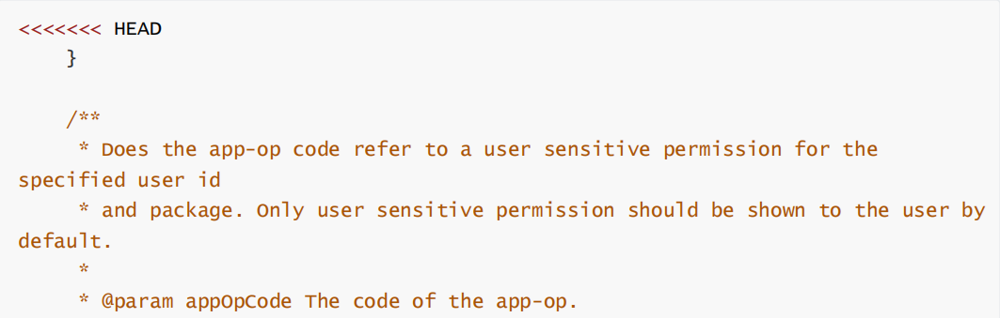 <<<<<<< HEAD
    }

    /**
     * Does the app-op code refer to a user sensitive permission for the
specified user id
     * and package. Only user sensitive permission should be shown to the user by
default.
     *
     * @param appOpCode The code of the app-op.